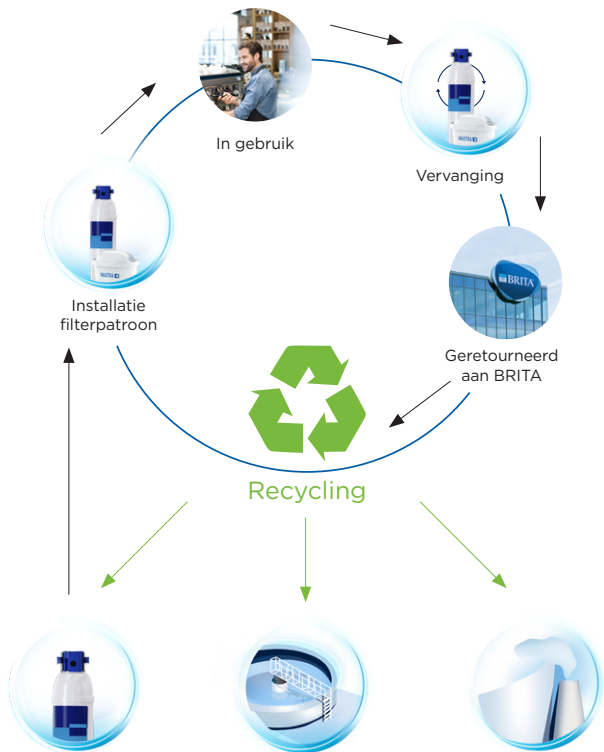 In gebruik
Vervanging
BRITA
Geretourneerd
aan BRITA
Installatie
filterpatroon
Recycling